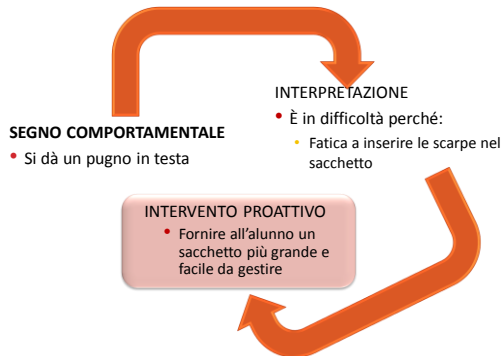 SEGNO COMPORTAMENTALE
• Si dà un pugno in testa
INTERPRETAZIONE
• È in difficoltà perché:
• Fatica a inserire le scarpe nel
sacchetto
INTERVENTO PROATTIVO
• Fornire all'alunno un
sacchetto più grande e
facile da gestire